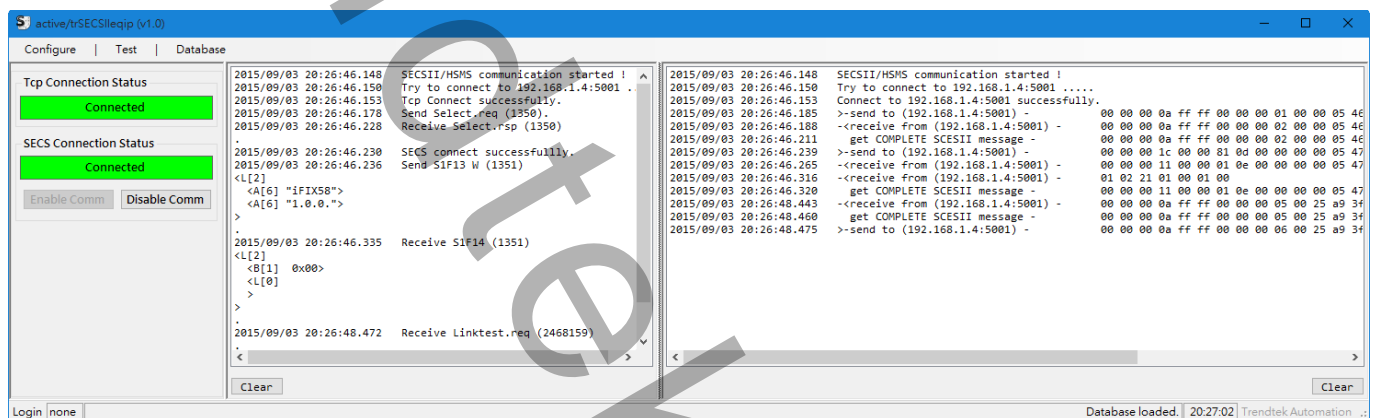 active/trSECSIIeqip (v1.0)
Configure | Test | Database
Tcp Connection Status
Connected
SECS Connection Status
Connected
Enable Comm Disable Comm
2015/09/03 20:26:46.148 SECSII/HSMS communication started !
2015/09/03 20:26:46.150 Try to connect to 192.168.1.4:5001 ..
2015/09/03 20:26:46.153 Tcp Connect successfully.
2015/09/03 20:26:46.178 Send Select.req (1350).
2015/09/03 20:26:46.228 Receive Select.rsp (1350)
.
2015/09/03 20:26:46.230 SECS connect successfullly.
2015/09/03 20:26:46.236 Send S1F13 W (1351)
<L[2]
<A[6] "iFIX58">
<A[6] "1.0.0.">
>
.
2015/09/03 20:26:46.335 Receive S1F14 (1351)
<L[2]
<B[1] 0x00>
<L[0]
>
>
.
2015/09/03 20:26:48.472 Receive Linktest.req (2468159)
.
Clear
2015/09/03 20:26:46.148 SECSII/HSMS communication started !
2015/09/03 20:26:46.150 Try to connect to 192.168.1.4:5001 .....
2015/09/03 20:26:46.153 Connect to 192.168.1.4:5001 successfully.
2015/09/03 20:26:46.185 >-send to (192.168.1.4:5001) - 00 00 00 0a ff ff 00 00 00 01 00 00 05 46
2015/09/03 20:26:46.188 -<receive from (192.168.1.4:5001) - 00 00 00 0a ff ff 00 00 00 02 00 00 05 46
2015/09/03 20:26:46.211 get COMPLETE SCESII message - 00 00 00 0a ff ff 00 00 00 02 00 00 05 46
2015/09/03 20:26:46.239 >-send to (192.168.1.4:5001) - 00 00 00 1c 00 00 81 0d 00 00 00 00 05 47
2015/09/03 20:26:46.265 -<receive from (192.168.1.4:5001) - 00 00 00 11 00 00 01 0e 00 00 00 00 05 47
2015/09/03 20:26:46.316 -<receive from (192.168.1.4:5001) - 01 02 21 01 00 01 00
2015/09/03 20:26:46.320 get COMPLETE SCESII message - 00 00 00 11 00 00 01 0e 00 00 00 00 05 47
2015/09/03 20:26:48.443 -<receive from (192.168.1.4:5001) - 00 00 00 0a ff ff 00 00 00 05 00 25 a9 3f
2015/09/03 20:26:48.460 get COMPLETE SCESII message - 00 00 00 0a ff ff 00 00 00 05 00 25 a9 3f
2015/09/03 20:26:48.475 >-send to (192.168.1.4:5001) - 00 00 00 0a ff ff 00 00 00 06 00 25 a9 3f
Clear
Login none
Database loaded. 20:27:02 Trendtek Automation